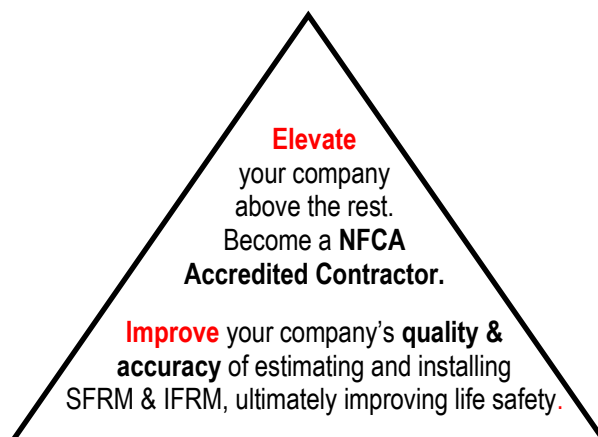 Elevate
your company
above the rest.
Become a NFCA
Accredited Contractor.
Improve your company’s quality &
accuracy of estimating and installing
SFRM & IFRM, ultimately improving life safety.